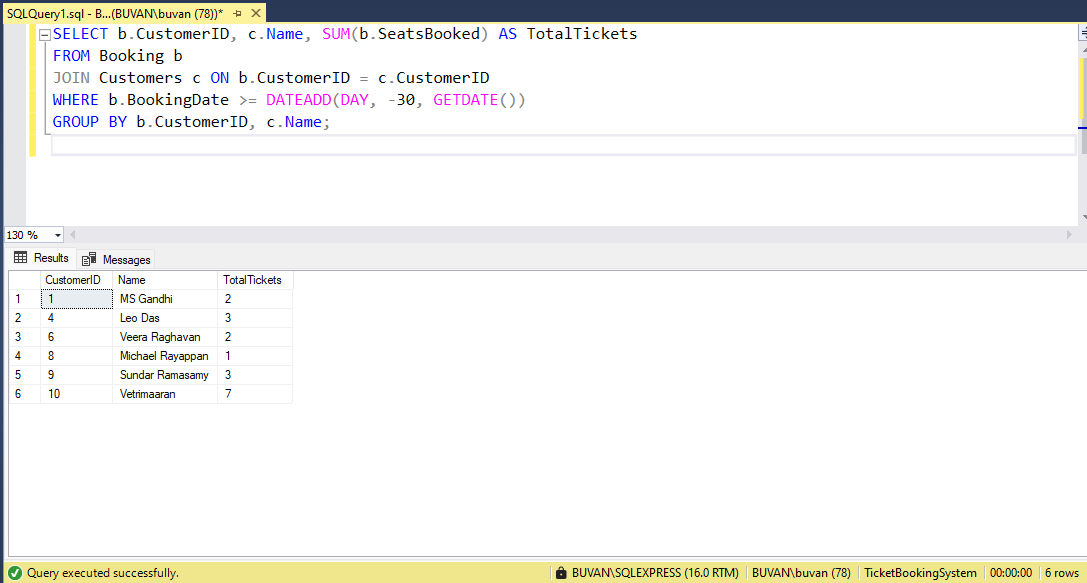 SQLQuery1.sql - B...(BUVAN\buvan (78))*
SELECT b.CustomerID, c.Name, SUM(b.SeatsBooked) AS TotalTickets
FROM Booking b
JOIN Customers c ON b.CustomerID = c.CustomerID
WHERE b.BookingDate >= DATEADD(DAY, -30, GETDATE())
GROUP BY b.CustomerID, c.Name;
130 %
Results Messages
CustomerID Name TotalTickets
1 1 MS Gandhi 2
2 4 Leo Das 3
3 6 Veera Raghavan 2
4 8 Michael Rayappan 1
5 9 Sundar Ramasamy 3
6 10 Vetrimaaran 7
Query executed successfully. BUVAN\SQLEXPRESS (16.0 RTM) BUVAN\buvan (78) TicketBookingSystem 00:00:00 6 rows